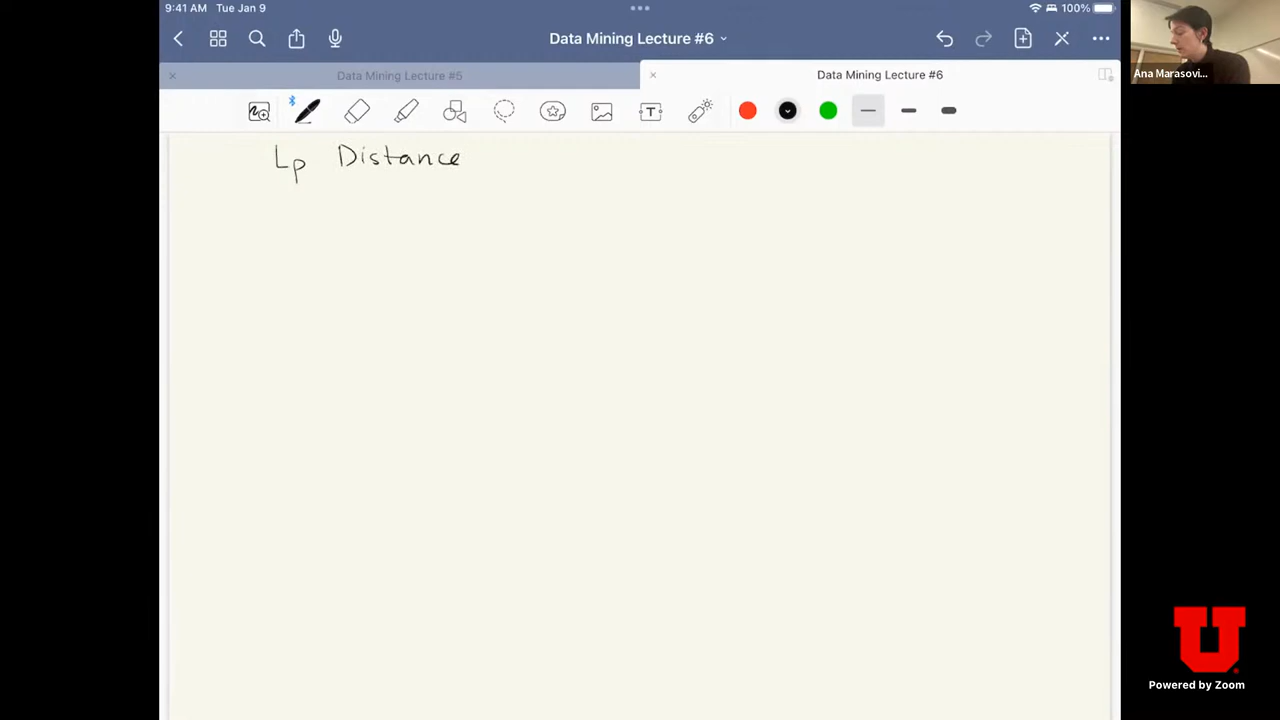 9:41 AM Tue Jan 9
100%
Data Mining Lecture #6
Data Mining Lecture #5
Data Mining Lecture #6
T
Lp Distance
Ana Marasovi...
U
Powered by Zoom